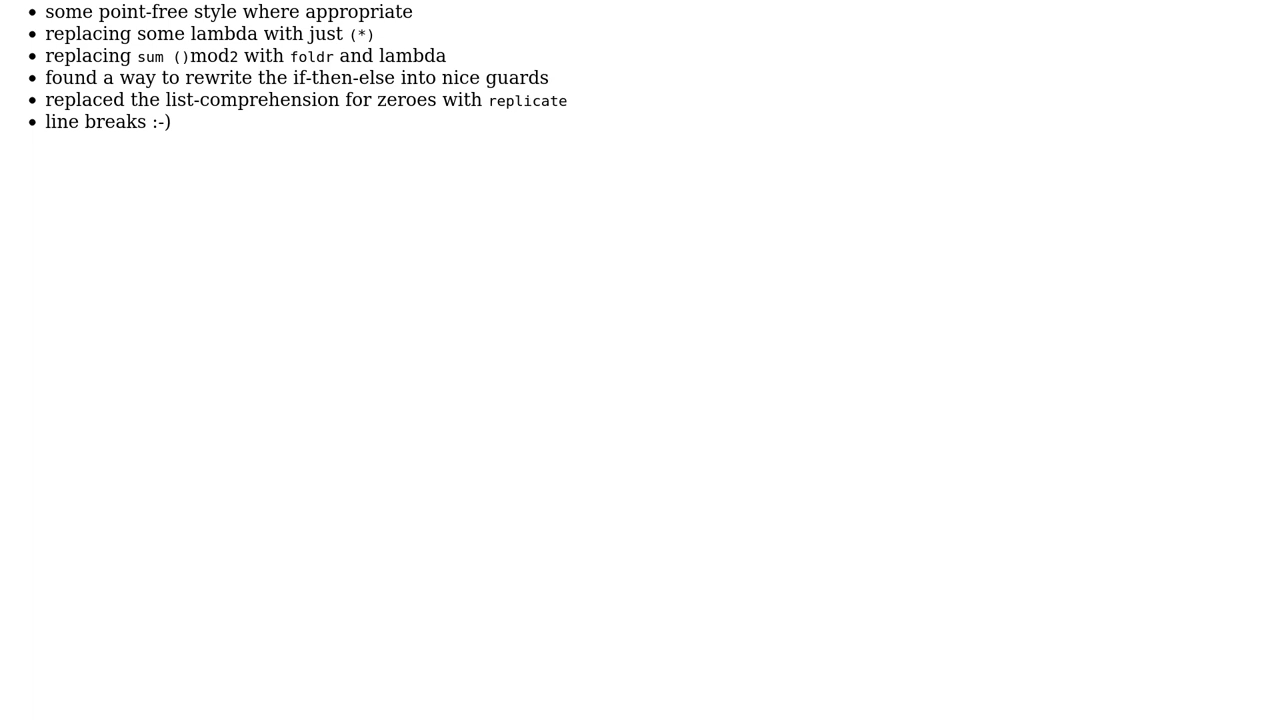 some point-free style where appropriate
replacing some lambda with just (*)
replacing sum ()mod2 with foldr and lambda
found a way to rewrite the if-then-else into nice guards
replaced the list-comprehension for zeroes with replicate
line breaks :-)